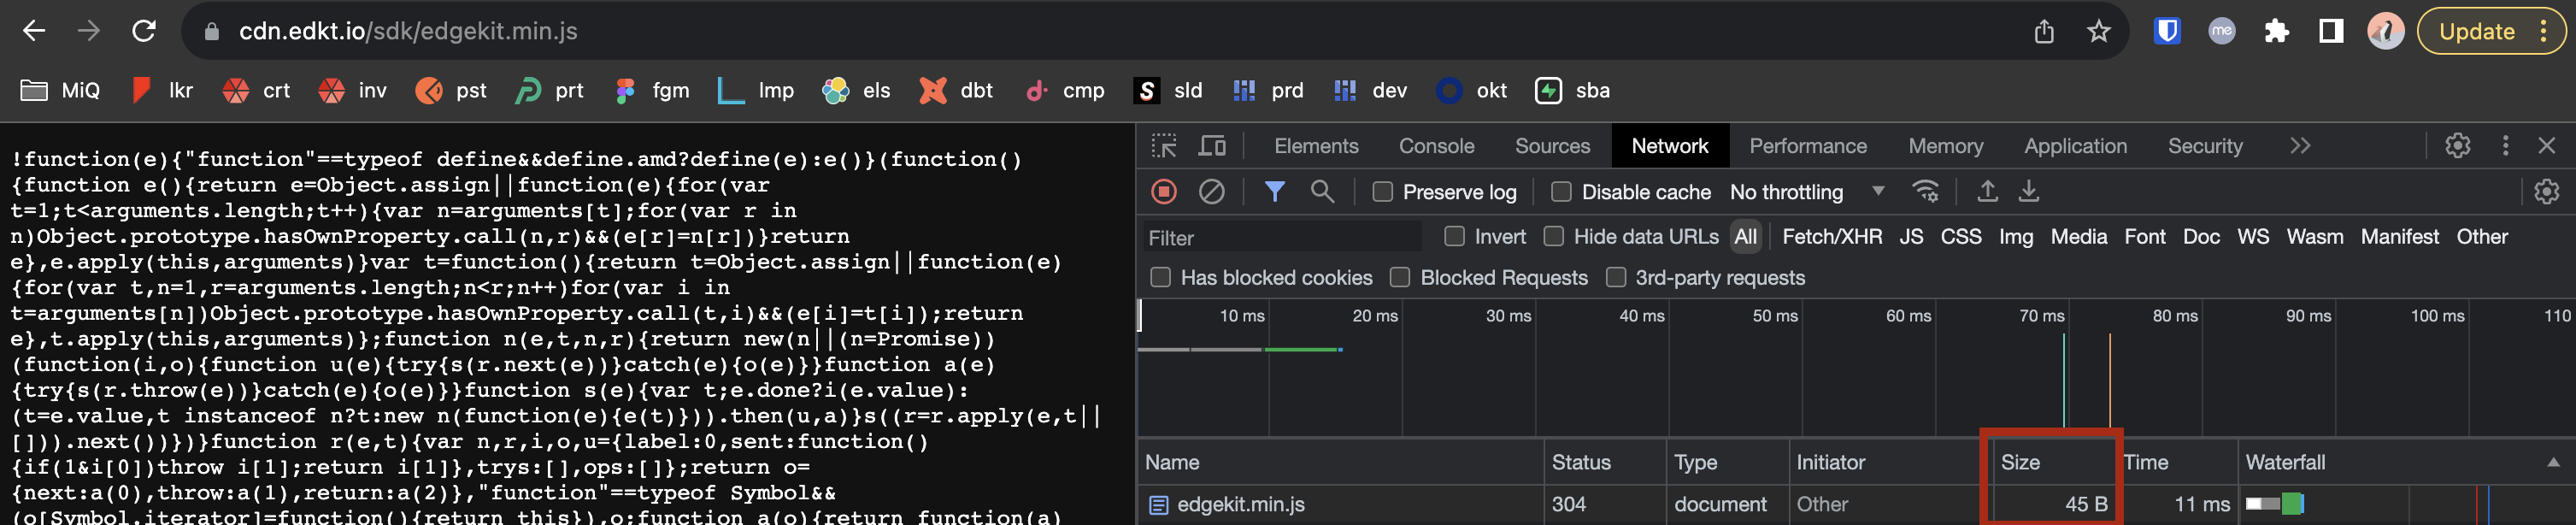 cdn.edkt.io/sdk/edgekit.min.js
me
Update
MiQ lkr crt inv pst prt fgm lmp els dbt cmp S sld prd dev okt sba
!function(e){"function"==typeof define&&define.amd?define(e):e()}(function()
{function e(){return e=Object.assign||function(e){for(var
t=1;t<arguments.length;t++){var n=arguments[t];for(var r in
n)Object.prototype.hasOwnProperty.call(n,r)&&(e[r]=n[r])}return
e},e.apply(this,arguments)}var t=function(){return t=Object.assign||function(e)
{for(var t,n=1,r=arguments.length;n<r;n++)for(var i in
t=arguments[n])Object.prototype.hasOwnProperty.call(t,i)&&(e[i]=t[i]);return
e},t.apply(this,arguments)};function n(e,t,n,r){return new(n||(n=Promise))
(function(i,o){function u(e){try{s(r.next(e))}catch(e){o(e)}}function a(e)
{try{s(r.throw(e))}catch(e){o(e)}}function s(e){var t;e.done?i(e.value):
(t=e.value,t instanceof n?t:new n(function(e){e(t)})).then(u,a)}s((r=r.apply(e,t||
[])).next())})}function r(e,t){var n,r,i,o,u={label:0,sent:function()
{if(1&i[0])throw i[1];return i[1]},trys:[],ops:[]};return o=
{next:a(0),throw:a(1),return:a(2)},"function"==typeof Symbol&&
(o[Symbol.iterator]=function(){return this}),o;function a(o){return function(a)
Elements Console Sources Network Performance Memory Application Security
Preserve log Disable cache No throttling
Filter Invert Hide data URLs All Fetch/XHR JS CSS Img Media Font Doc WS Wasm Manifest Other
Has blocked cookies Blocked Requests 3rd-party requests
10 ms 20 ms 30 ms 40 ms 50 ms 60 ms 70 ms 80 ms 90 ms 100 ms 110
Name Status Type Initiator Size Time Waterfall
edgekit.min.js 304 document Other 45 B 11 ms